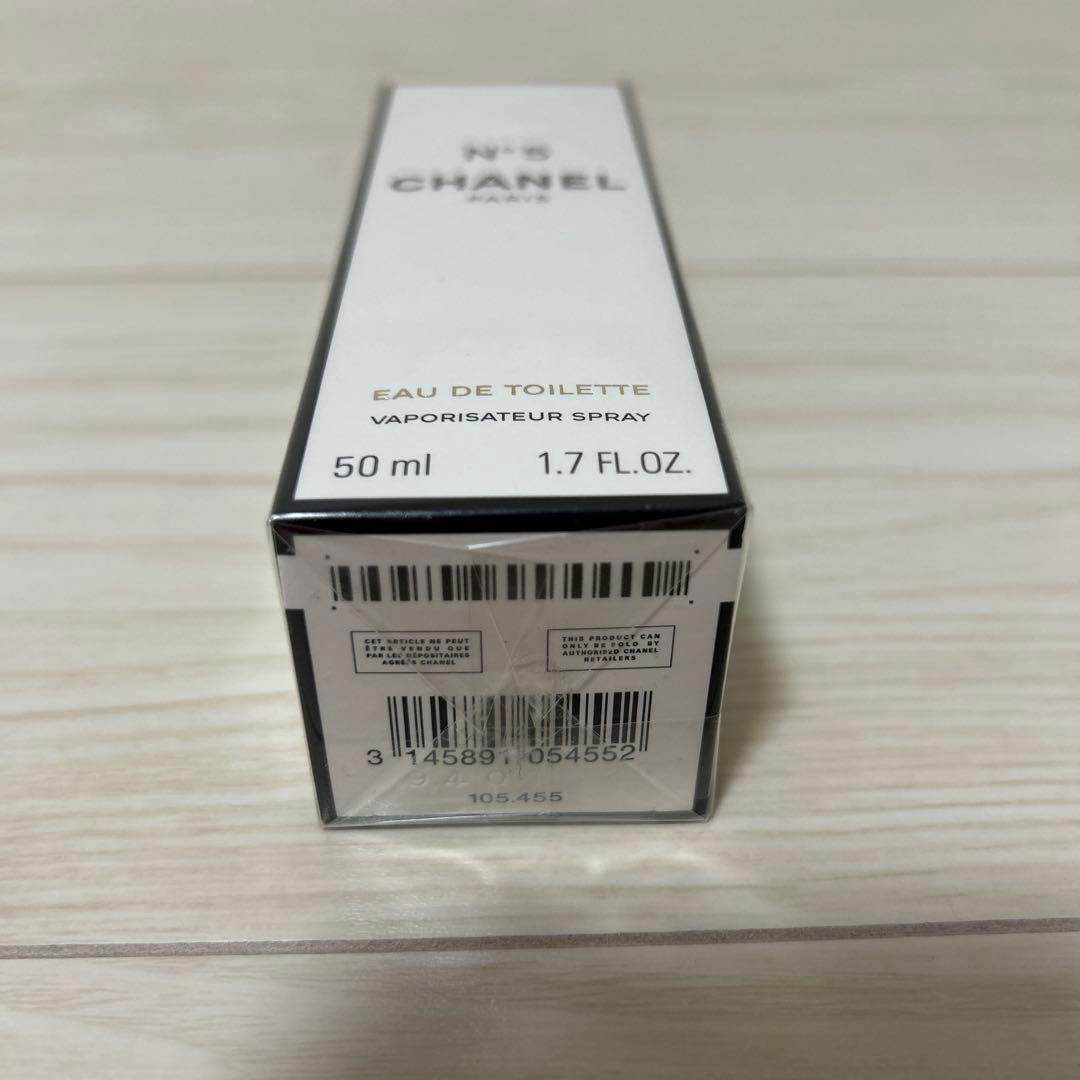 N°5
CHANEL
PARIS
EAU DE TOILETTE
VAPORISATEUR SPRAY
50 ml 1.7 FL.OZ.
CET ARTICLE NE PEUT
ÊTRE VENDU QUE
PAR LES DÉPOSITAIRES
AGRÉÉS CHANEL
THIS PRODUCT CAN
ONLY BE SOLD BY
AUTHORISED CHANEL
RETAILERS
3 145891 054552
105.455